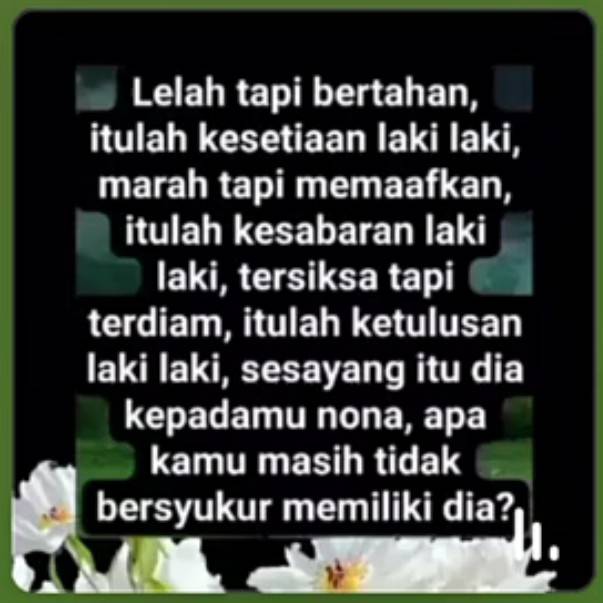 Lelah tapi bertahan,
itulah kesetiaan laki laki,
marah tapi memaafkan,
itulah kesabaran laki
laki, tersiksa tapi
terdiam, itulah ketulusan
laki laki, sesayang itu dia
kepadamu nona, apa
kamu masih tidak
bersyukur memiliki dia?